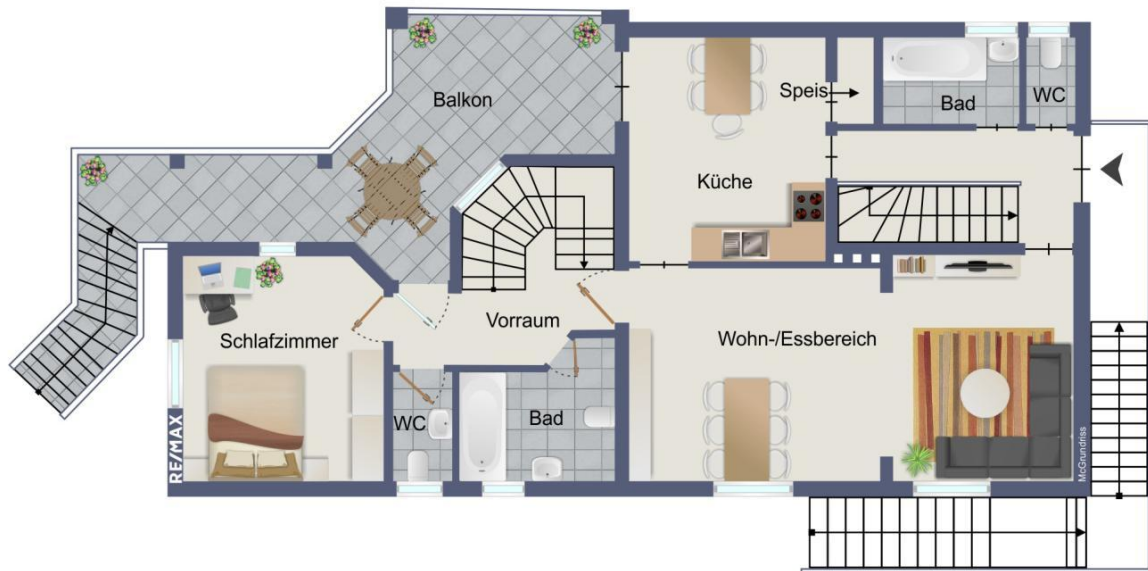 Balkon
Speis
Bad
WC
Küche
Schlafzimmer
Vorraum
Wohn-/Essbereich
WC
Bad
RE/MAX
McGrundriss